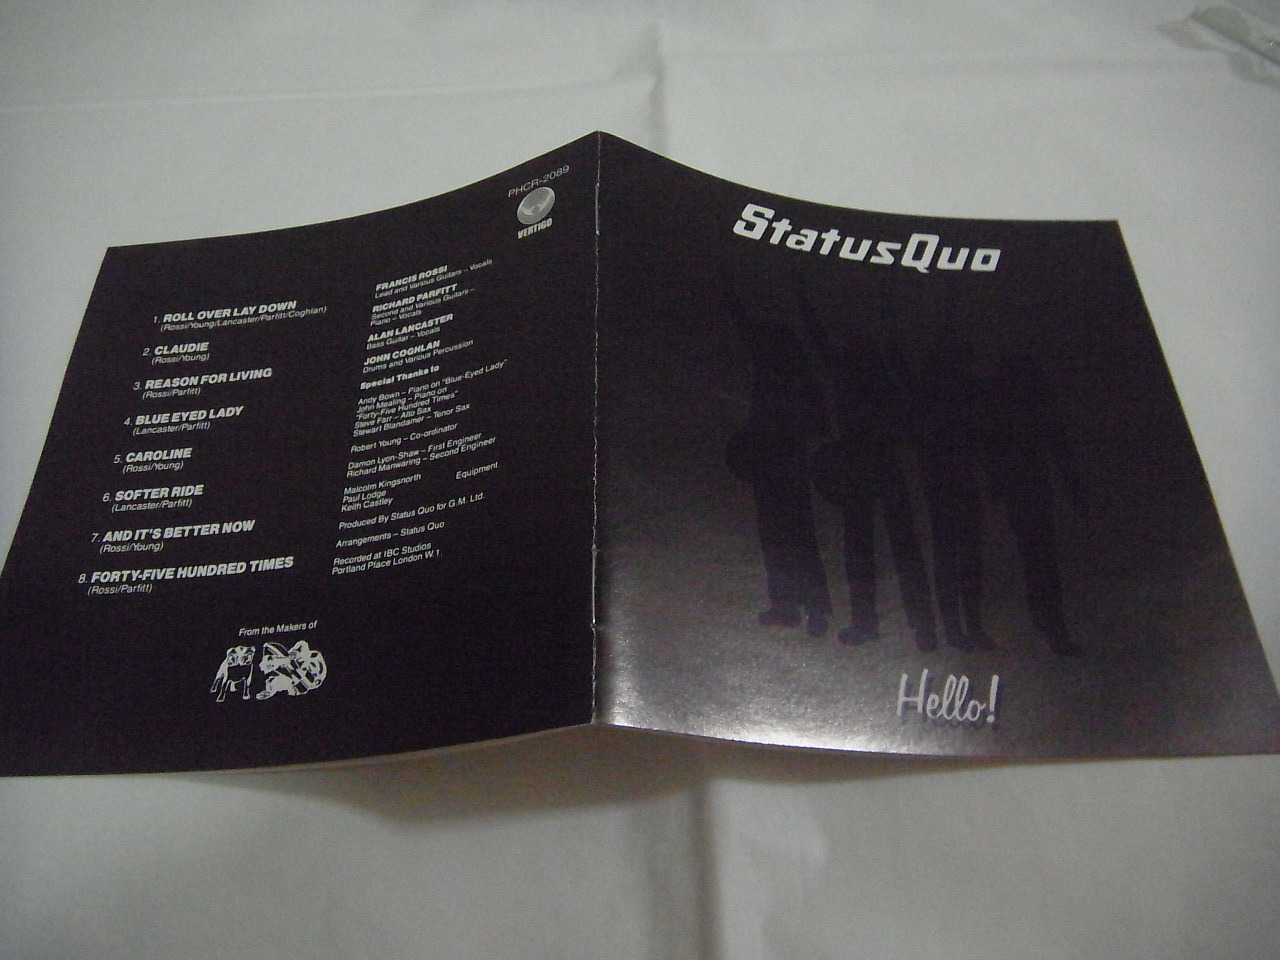 PHCR-2089
VERTIGO
1. ROLL OVER LAY DOWN
(Rossi/Young/Lancaster/Parfitt/Coghlan)
2. CLAUDIE
(Rossi/Young)
3. REASON FOR LIVING
(Rossi/Parfitt)
4. BLUE EYED LADY
(Lancaster/Parfitt)
5. CAROLINE
(Rossi/Young)
6. SOFTER RIDE
(Lancaster/Parfitt)
7. AND IT'S BETTER NOW
(Rossi/Young)
8. FORTY-FIVE HUNDRED TIMES
(Rossi/Parfitt)
From the Makers of
FRANCIS ROSSI
Lead and Various Guitars – Vocals
RICHARD PARFITT
Second and Various Guitars –
Piano – Vocals
ALAN LANCASTER
Bass Guitar – Vocals
JOHN COGHLAN
Drums and Various Percussion
Special Thanks to
Andy Bown – Piano on "Blue-Eyed Lady"
John Mealing – Piano on
"Forty-Five Hundred Times"
Steve Farr – Alto Sax
Stewart Blandamer – Tenor Sax
Robert Young – Co-ordinator
Damon Lyon-Shaw – First Engineer
Richard Manwaring – Second Engineer
Malcolm Kingsnorth
Paul Lodge Equipment
Keith Castley
Produced By Status Quo for G.M. Ltd.
Arrangements – Status Quo
Recorded at IBC Studios
Portland Place London W.1.
StatusQuo
Hello!